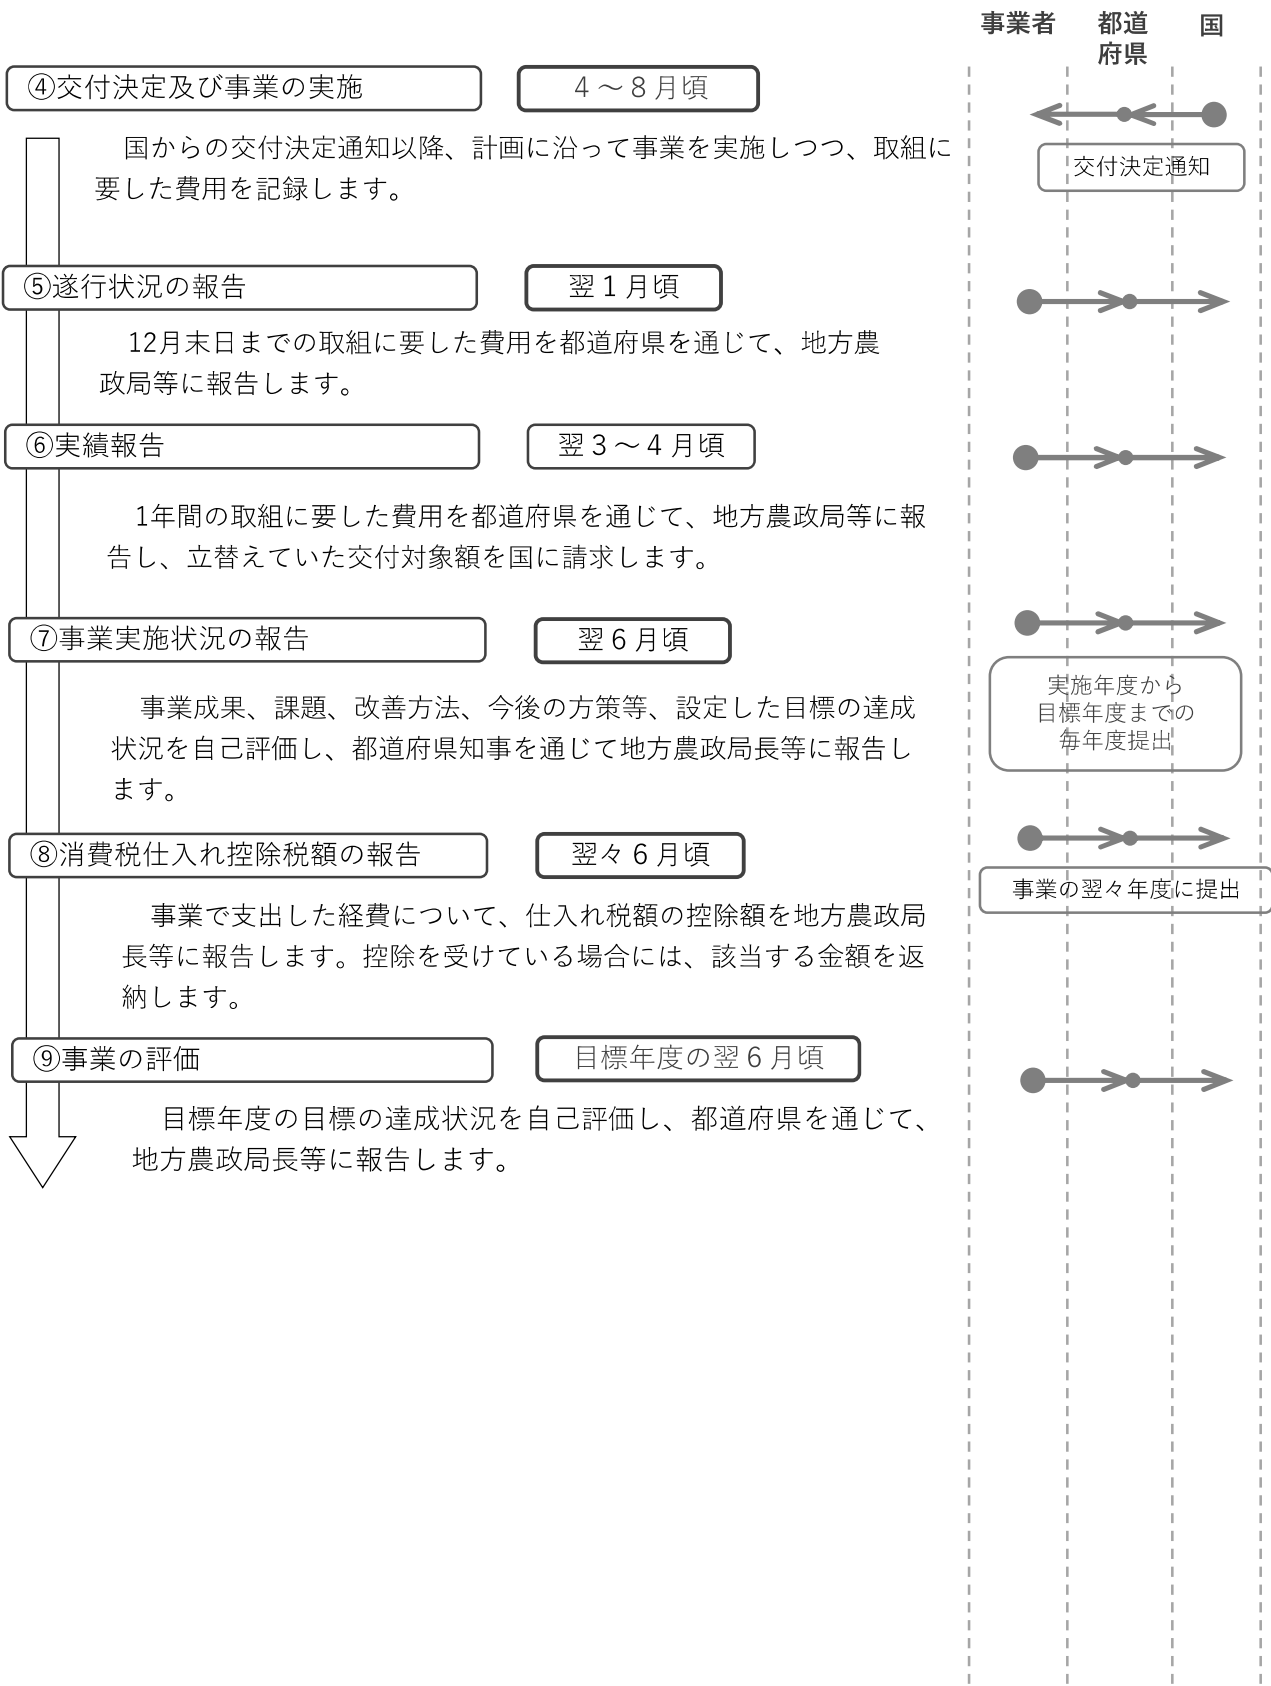 事業者
都道
府県
国
④交付決定及び事業の実施
4～8月頃
国からの交付決定通知以降、計画に沿って事業を実施しつつ、取組に
要した費用を記録します。
交付決定通知
⑤遂行状況の報告
翌1月頃
12月末日までの取組に要した費用を都道府県を通じて、地方農
政局等に報告します。
⑥実績報告
翌3～4月頃
1年間の取組に要した費用を都道府県を通じて、地方農政局等に報
告し、立替えていた交付対象額を国に請求します。
⑦事業実施状況の報告
翌6月頃
事業成果、課題、改善方法、今後の方策等、設定した目標の達成
状況を自己評価し、都道府県知事を通じて地方農政局長等に報告し
ます。
実施年度から
目標年度までの
毎年度提出
⑧消費税仕入れ控除税額の報告
翌々6月頃
事業の翌々年度に提出
事業で支出した経費について、仕入れ税額の控除額を地方農政局
長等に報告します。控除を受けている場合には、該当する金額を返
納します。
⑨事業の評価
目標年度の翌6月頃
目標年度の目標の達成状況を自己評価し、都道府県を通じて、
地方農政局長等に報告します。